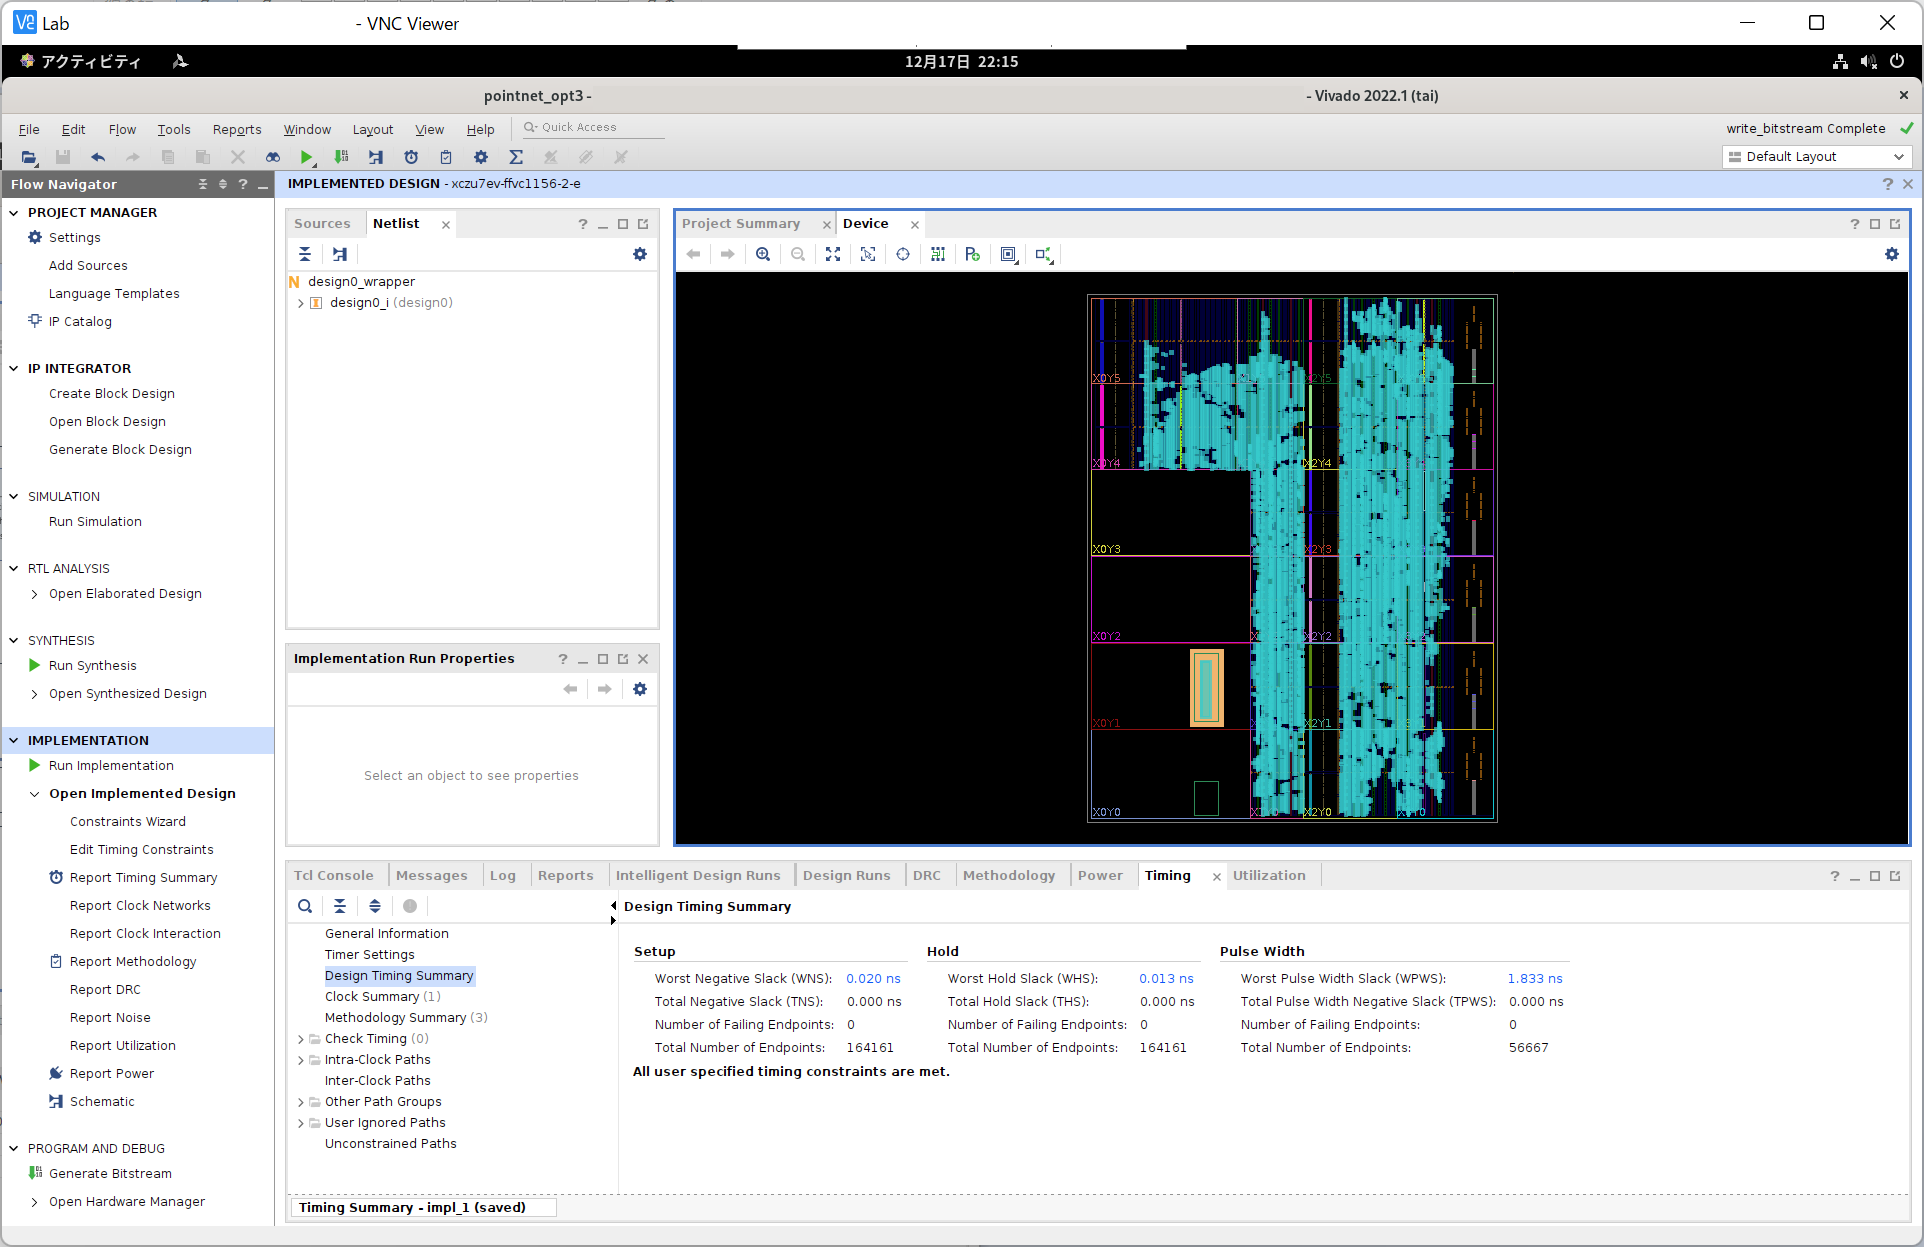 Lab - VNC Viewer
アクティビティ 12月17日 22:15
pointnet_opt3 - - Vivado 2022.1 (tai)
File Edit Flow Tools Reports Window Layout View Help Quick Access write_bitstream Complete
Default Layout
Flow Navigator
IMPLEMENTED DESIGN - xczu7ev-ffvc1156-2-e
PROJECT MANAGER
Settings
Add Sources
Language Templates
IP Catalog
IP INTEGRATOR
Create Block Design
Open Block Design
Generate Block Design
SIMULATION
Run Simulation
RTL ANALYSIS
Open Elaborated Design
SYNTHESIS
Run Synthesis
Open Synthesized Design
IMPLEMENTATION
Run Implementation
Open Implemented Design
Constraints Wizard
Edit Timing Constraints
Report Timing Summary
Report Clock Networks
Report Clock Interaction
Report Methodology
Report DRC
Report Noise
Report Utilization
Report Power
Schematic
PROGRAM AND DEBUG
Generate Bitstream
Open Hardware Manager
Sources Netlist
design0_wrapper
design0_i (design0)
Implementation Run Properties
Select an object to see properties
Project Summary Device
X0Y5 X2Y5
X0Y4 X2Y4
X0Y3 X2Y3
X0Y2 X2Y2
X0Y1 X2Y1
X0Y0 X2Y0
Tcl Console Messages Log Reports Intelligent Design Runs Design Runs DRC Methodology Power Timing Utilization
General Information
Timer Settings
Design Timing Summary
Clock Summary (1)
Methodology Summary (3)
Check Timing (0)
Intra-Clock Paths
Inter-Clock Paths
Other Path Groups
User Ignored Paths
Unconstrained Paths
Design Timing Summary
Setup
Worst Negative Slack (WNS): 0.020 ns
Total Negative Slack (TNS): 0.000 ns
Number of Failing Endpoints: 0
Total Number of Endpoints: 164161
Hold
Worst Hold Slack (WHS): 0.013 ns
Total Hold Slack (THS): 0.000 ns
Number of Failing Endpoints: 0
Total Number of Endpoints: 164161
Pulse Width
Worst Pulse Width Slack (WPWS): 1.833 ns
Total Pulse Width Negative Slack (TPWS): 0.000 ns
Number of Failing Endpoints: 0
Total Number of Endpoints: 56667
All user specified timing constraints are met.
Timing Summary - impl_1 (saved)